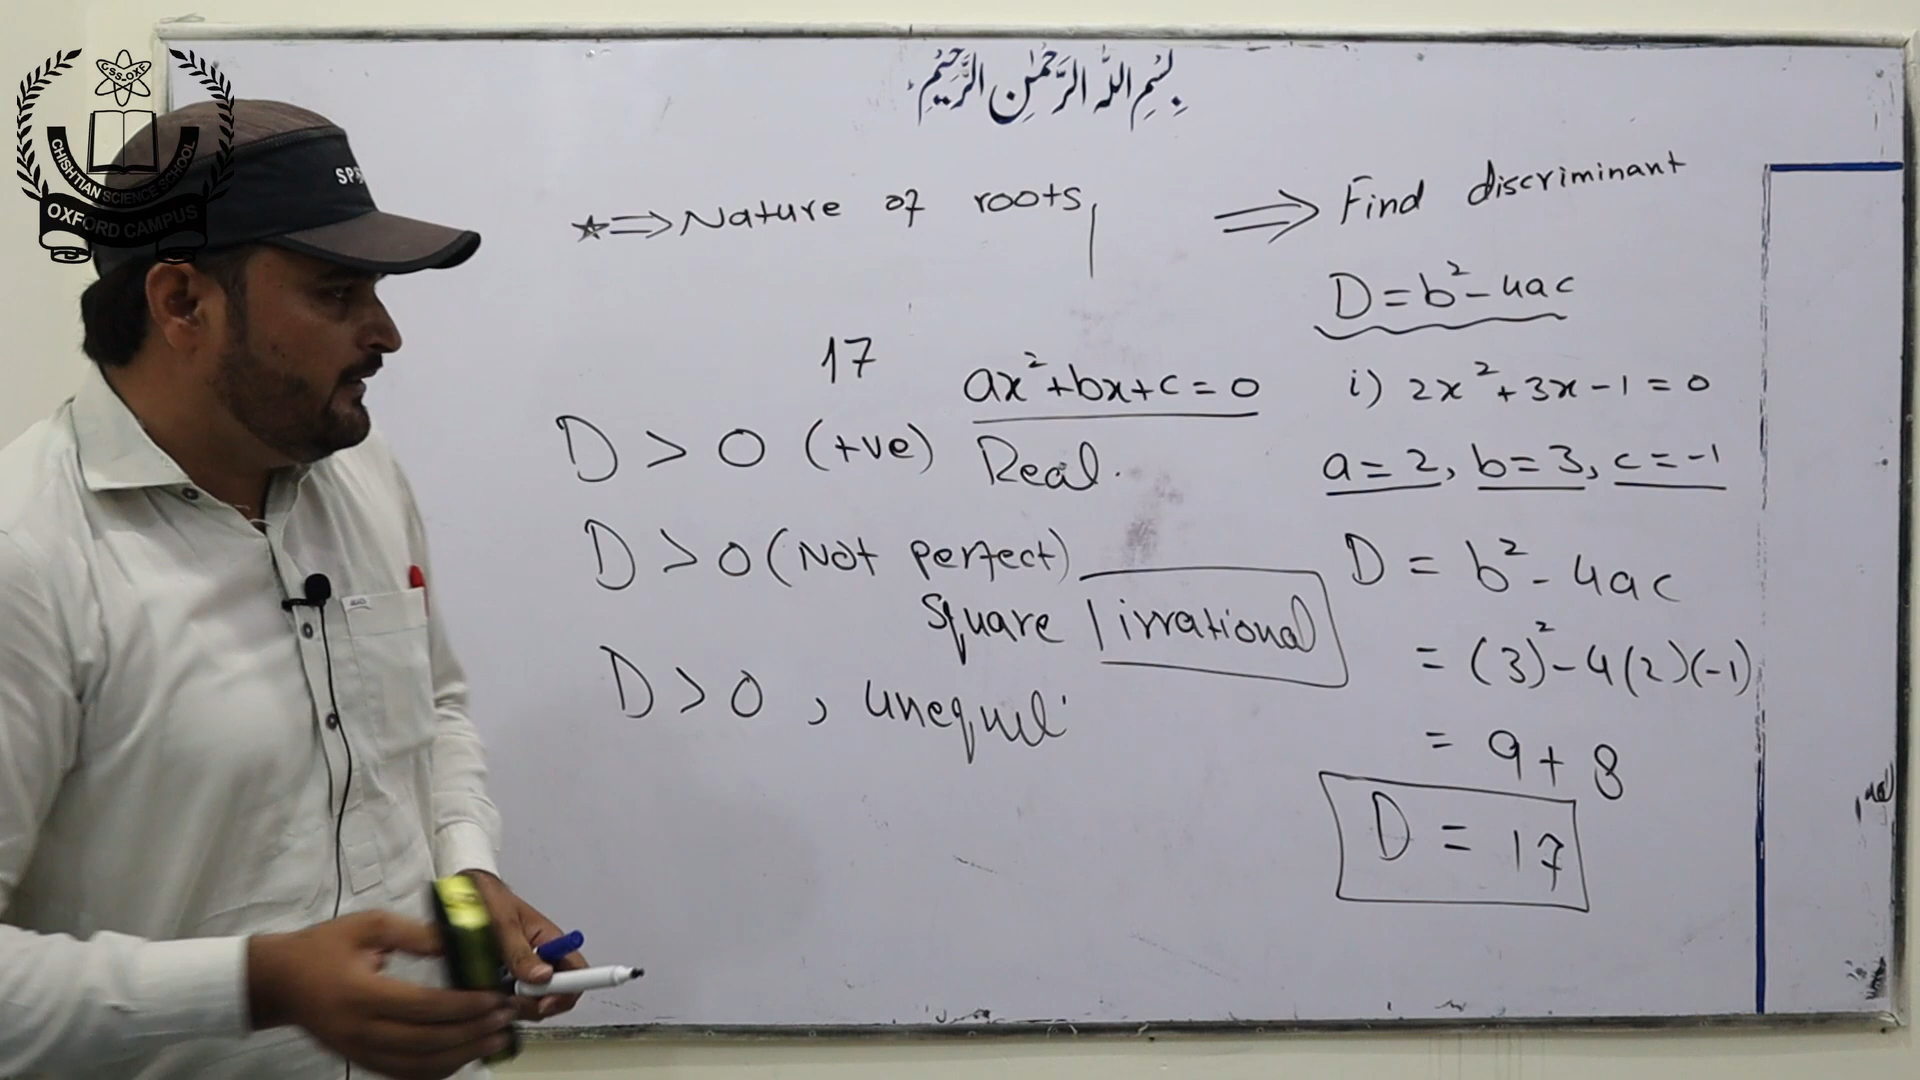 CSS-OXF
CHISHTIAN SCIENCE SCHOOL
OXFORD CAMPUS
بِسْمِ اللّٰهِ الرَّحْمٰنِ الرَّحِيْمِ
★ ⇒ Nature of roots,
17
ax²+bx+c=0
D > 0 (+ve) Real.
D > 0 (Not perfect)
Square | irrational
D > 0 , unequal
⇒ Find discriminant
D = b² - 4ac
i) 2x² + 3x - 1 = 0
a = 2, b = 3, c = -1
D = b² - 4ac
= (3)² - 4(2)(-1)
= 9 + 8
D = 17